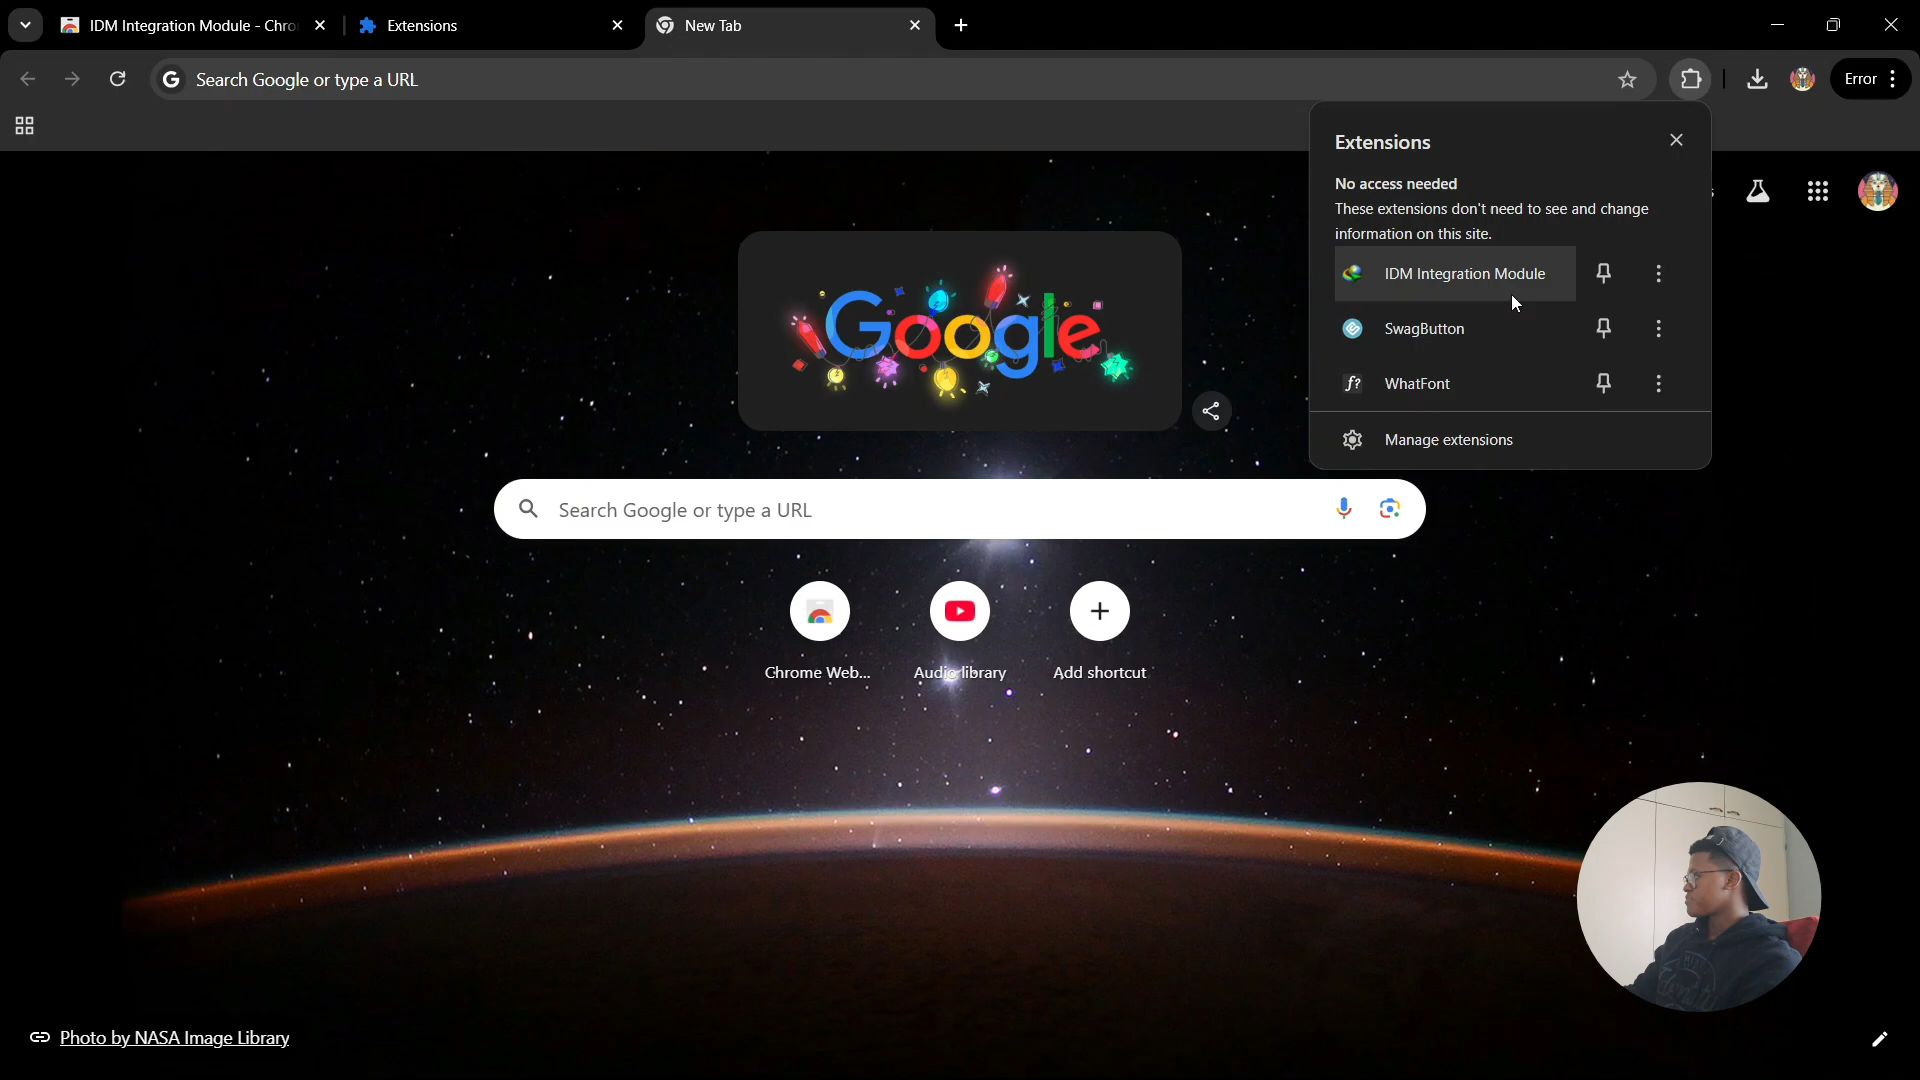 IDM Integration Module - Chro
Extensions
New Tab
Search Google or type a URL
Error
Extensions
No access needed
These extensions don't need to see and change
information on this site.
IDM Integration Module
SwagButton
WhatFont
Manage extensions
Google
Search Google or type a URL
Chrome Web...
Audio library
Add shortcut
Photo by NASA Image Library